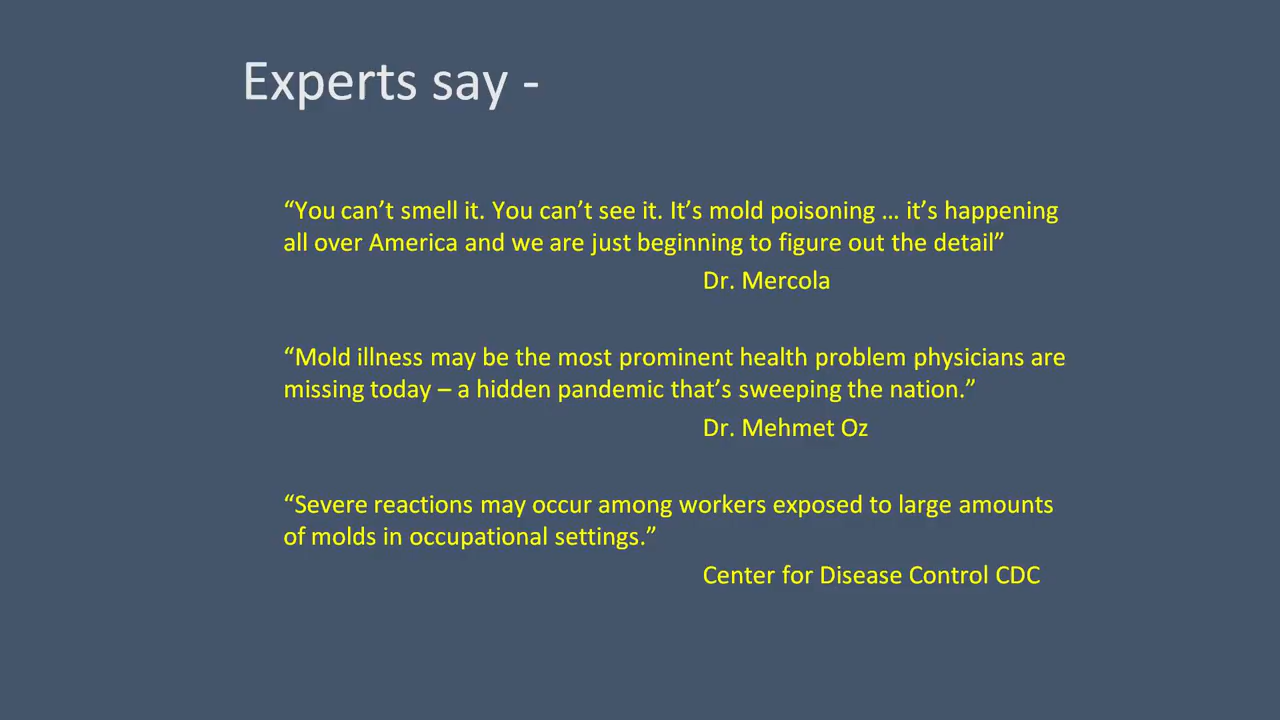 Experts say -
“You can’t smell it. You can’t see it. It’s mold poisoning … it’s happening
all over America and we are just beginning to figure out the detail”
Dr. Mercola
“Mold illness may be the most prominent health problem physicians are
missing today – a hidden pandemic that’s sweeping the nation.”
Dr. Mehmet Oz
“Severe reactions may occur among workers exposed to large amounts
of molds in occupational settings.”
Center for Disease Control CDC